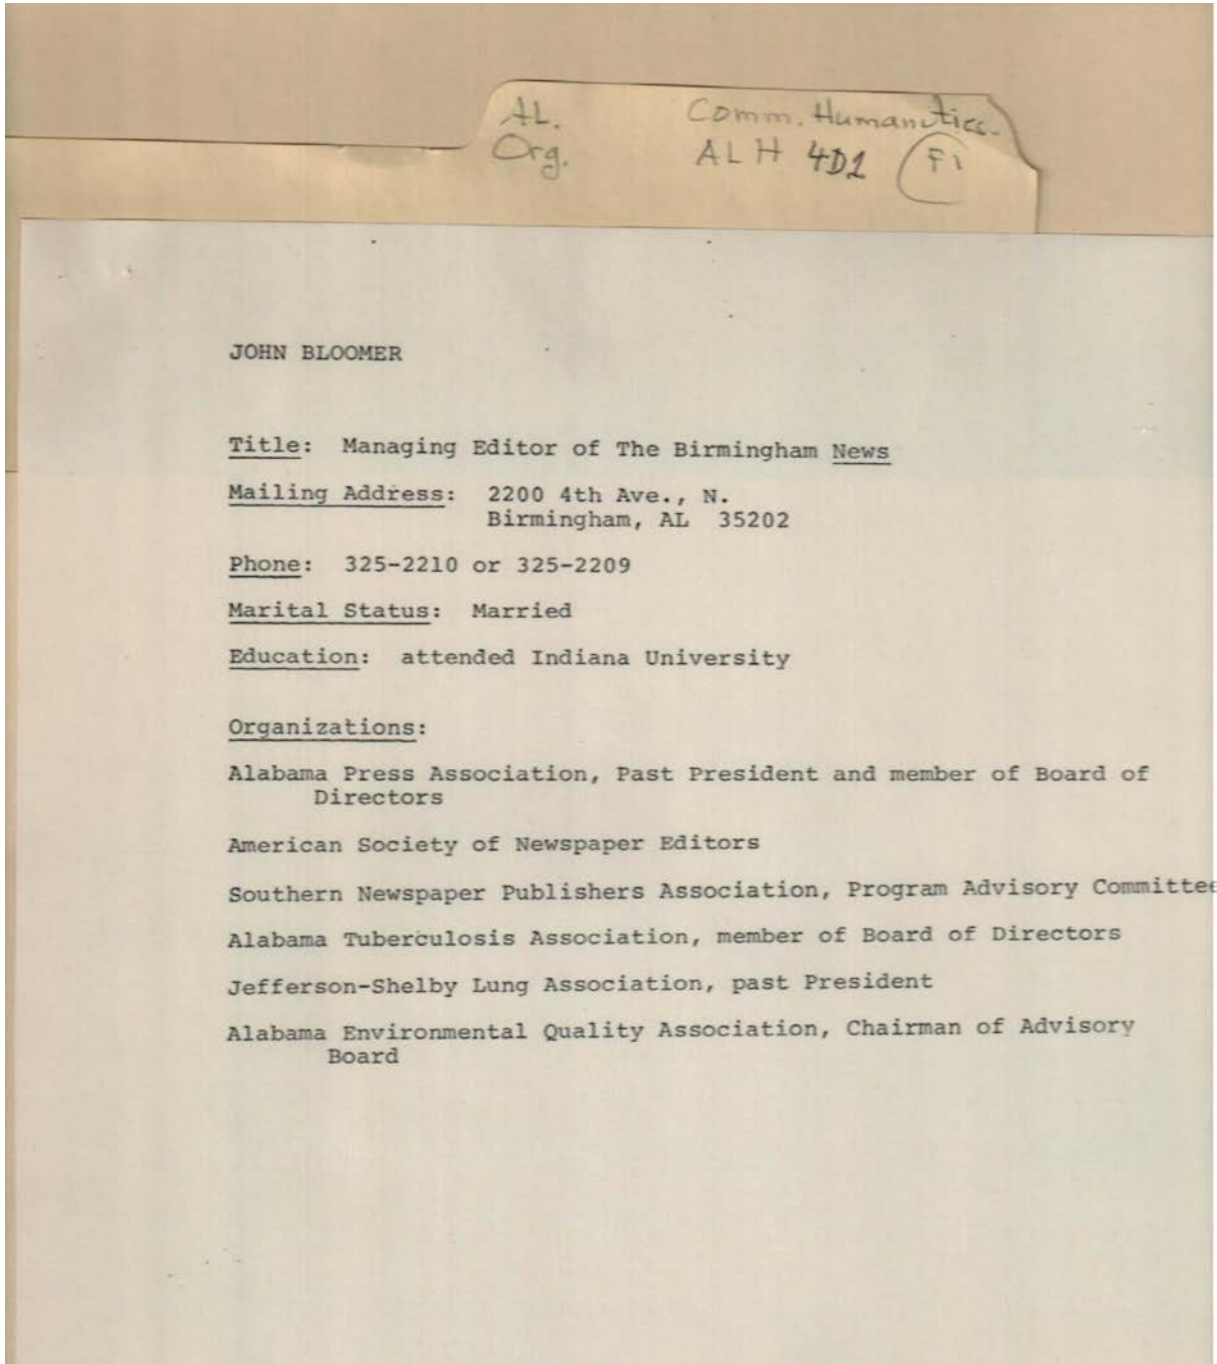 AL. Comm. Humanities.
Org. ALH 4D1 Fi
JOHN BLOOMER
Title: Managing Editor of The Birmingham News
Mailing Address: 2200 4th Ave., N.
Birmingham, AL 35202
Phone: 325-2210 or 325-2209
Marital Status: Married
Education: attended Indiana University
Organizations:
Alabama Press Association, Past President and member of Board of
Directors
American Society of Newspaper Editors
Southern Newspaper Publishers Association, Program Advisory Committee
Alabama Tuberculosis Association, member of Board of Directors
Jefferson-Shelby Lung Association, past President
Alabama Environmental Quality Association, Chairman of Advisory
Board